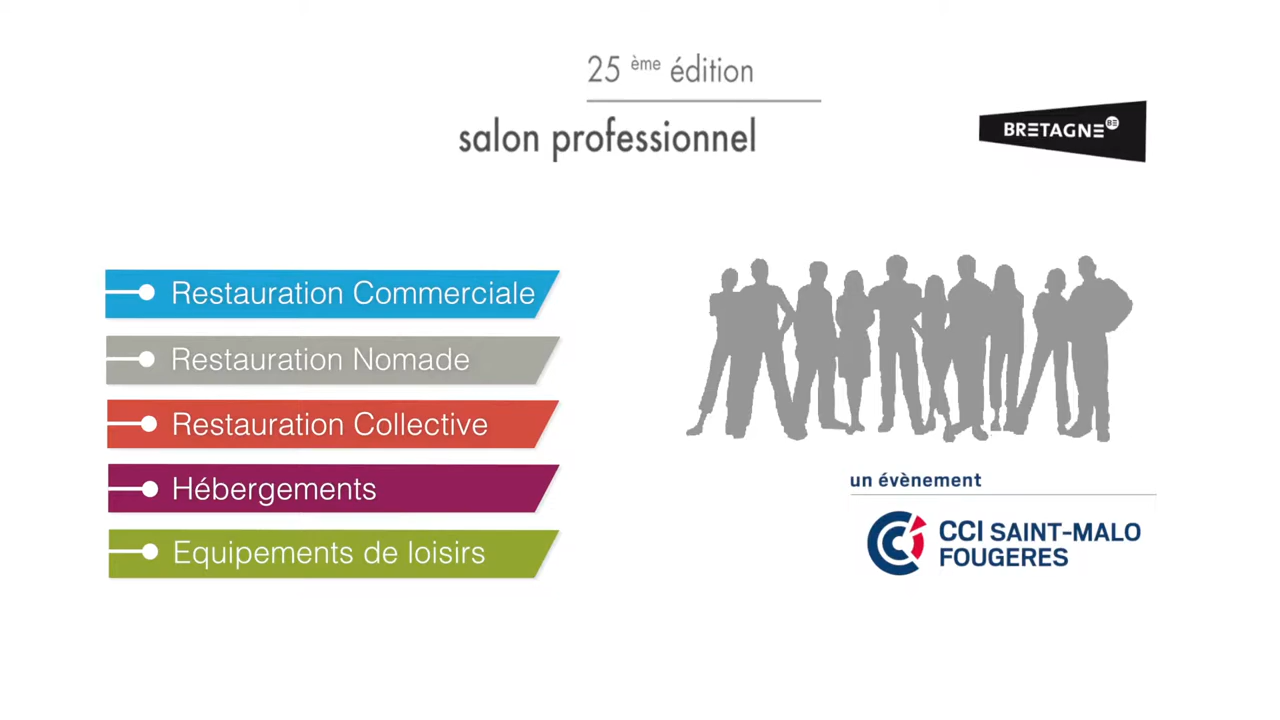 25 ème édition
salon professionnel
BRETAGNE BE
Restauration Commerciale
Restauration Nomade
Restauration Collective
Hébergements
Equipements de loisirs
un évènement
CCI SAINT-MALO
FOUGERES